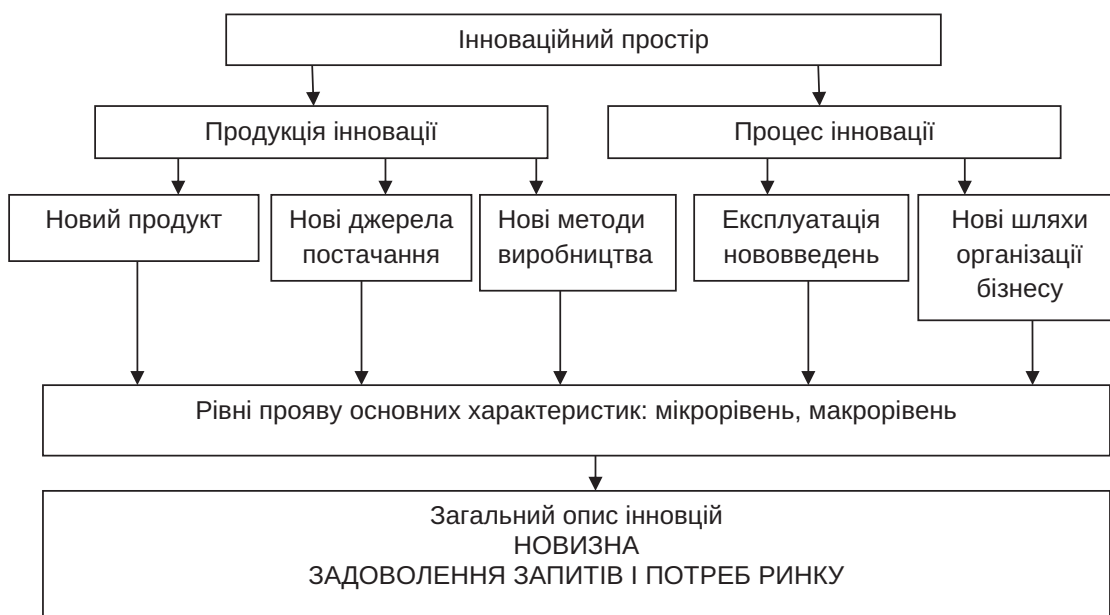 Інноваційний простір
Продукція інновації
Процес інновації
Новий продукт
Нові джерела
постачання
Нові методи
виробництва
Експлуатація
нововведень
Нові шляхи
організації
бізнесу
Рівні прояву основних характеристик: мікрорівень, макрорівень
Загальний опис інновцій
НОВИЗНА
ЗАДОВОЛЕННЯ ЗАПИТІВ І ПОТРЕБ РИНКУ